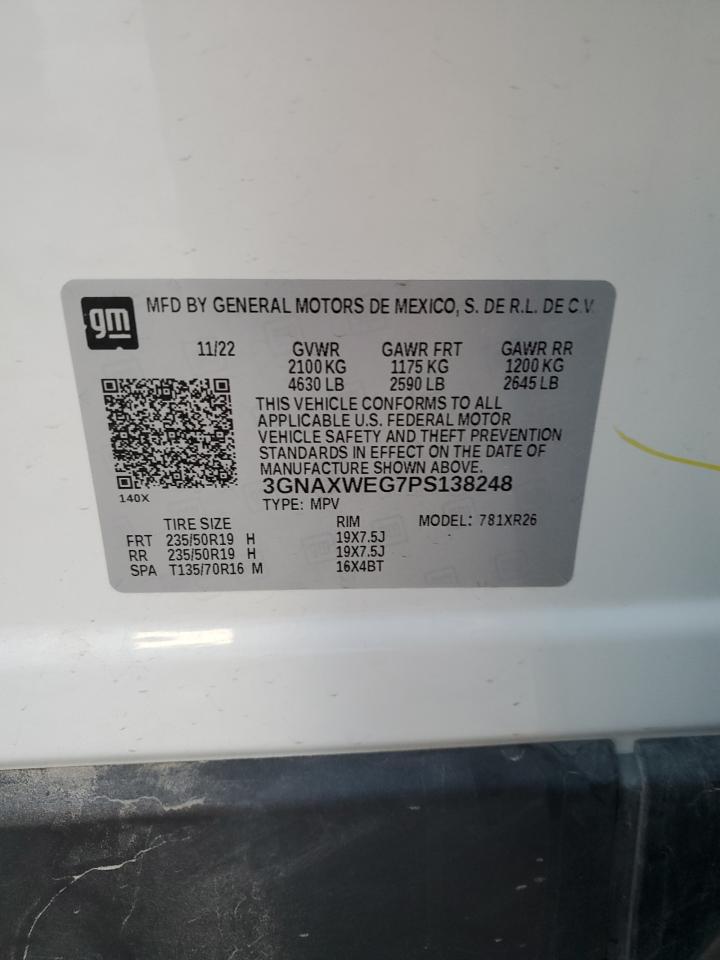 gm
MFD BY GENERAL MOTORS DE MEXICO, S. DE R.L. DE C.V.
11/22 GVWR GAWR FRT GAWR RR
2100 KG 1175 KG 1200 KG
4630 LB 2590 LB 2645 LB
THIS VEHICLE CONFORMS TO ALL
APPLICABLE U.S. FEDERAL MOTOR
VEHICLE SAFETY AND THEFT PREVENTION
STANDARDS IN EFFECT ON THE DATE OF
MANUFACTURE SHOWN ABOVE.
3GNAXWEG7PS138248
140X
TYPE: MPV
TIRE SIZE RIM MODEL: 781XR26
FRT 235/50R19 H 19X7.5J
RR 235/50R19 H 19X7.5J
SPA T135/70R16 M 16X4BT